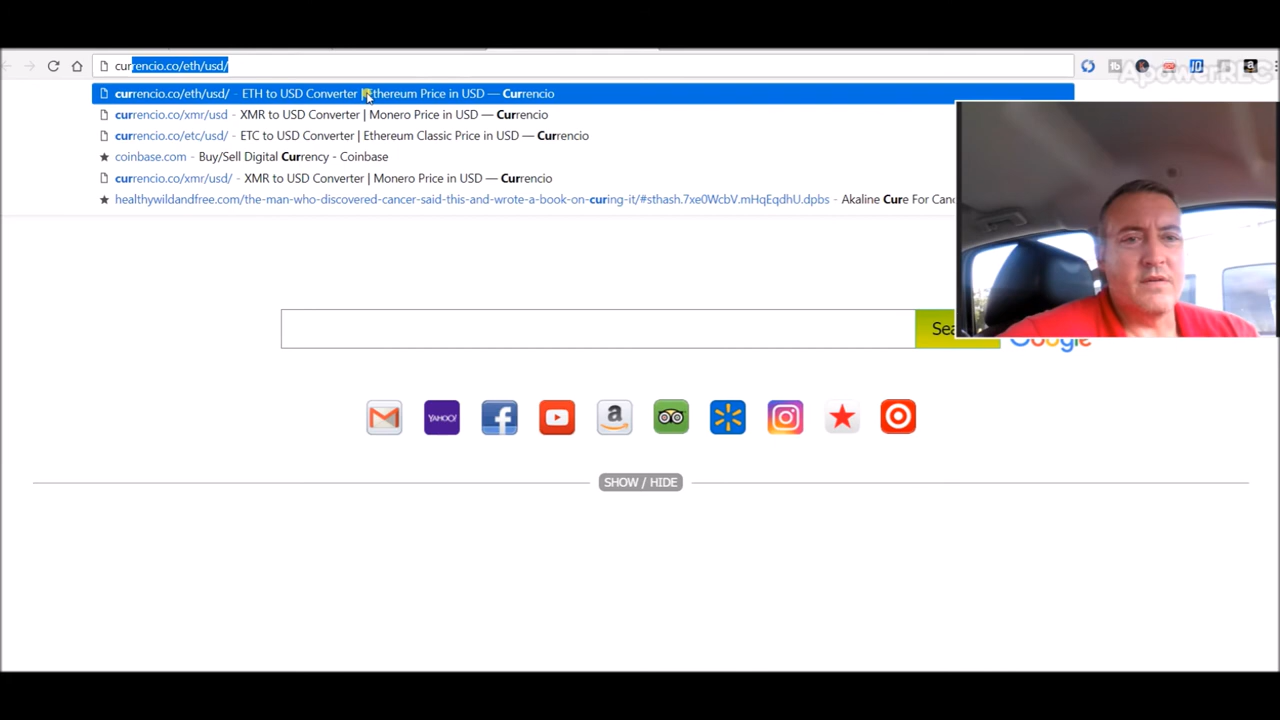 currencio.co/eth/usd/
ApowerREC
currencio.co/eth/usd/ - ETH to USD Converter | Ethereum Price in USD — Currencio
currencio.co/xmr/usd - XMR to USD Converter | Monero Price in USD — Currencio
currencio.co/etc/usd/ - ETC to USD Converter | Ethereum Classic Price in USD — Currencio
coinbase.com - Buy/Sell Digital Currency - Coinbase
currencio.co/xmr/usd/ - XMR to USD Converter | Monero Price in USD — Currencio
healthywildandfree.com/the-man-who-discovered-cancer-said-this-and-wrote-a-book-on-curing-it/#sthash.7xe0WcbV.mHqEqdhU.dpbs - Akaline Cure For Canc
Sea
Google
YAHOO!
SHOW / HIDE